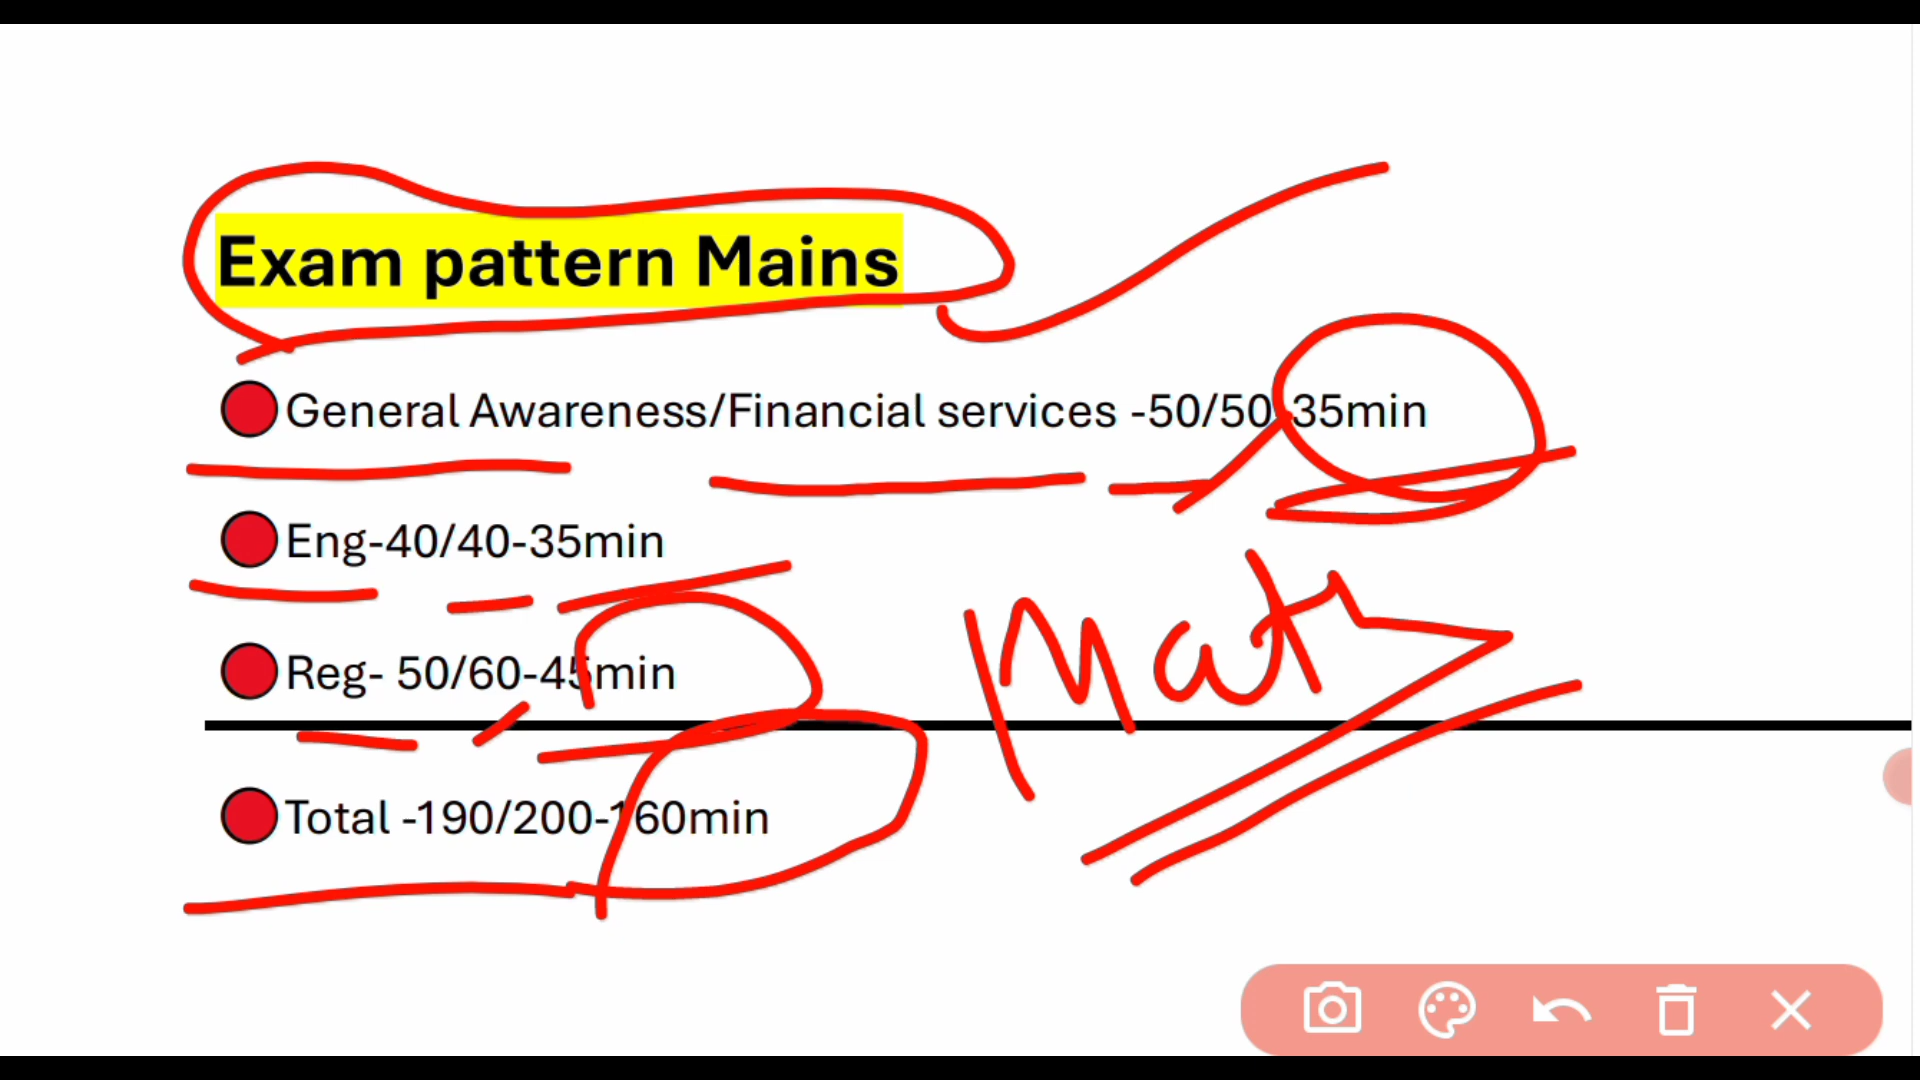 Exam pattern Mains
General Awareness/Financial services -50/50-35min
Eng-40/40-35min
Reg- 50/60-45min
Total -190/200-160min